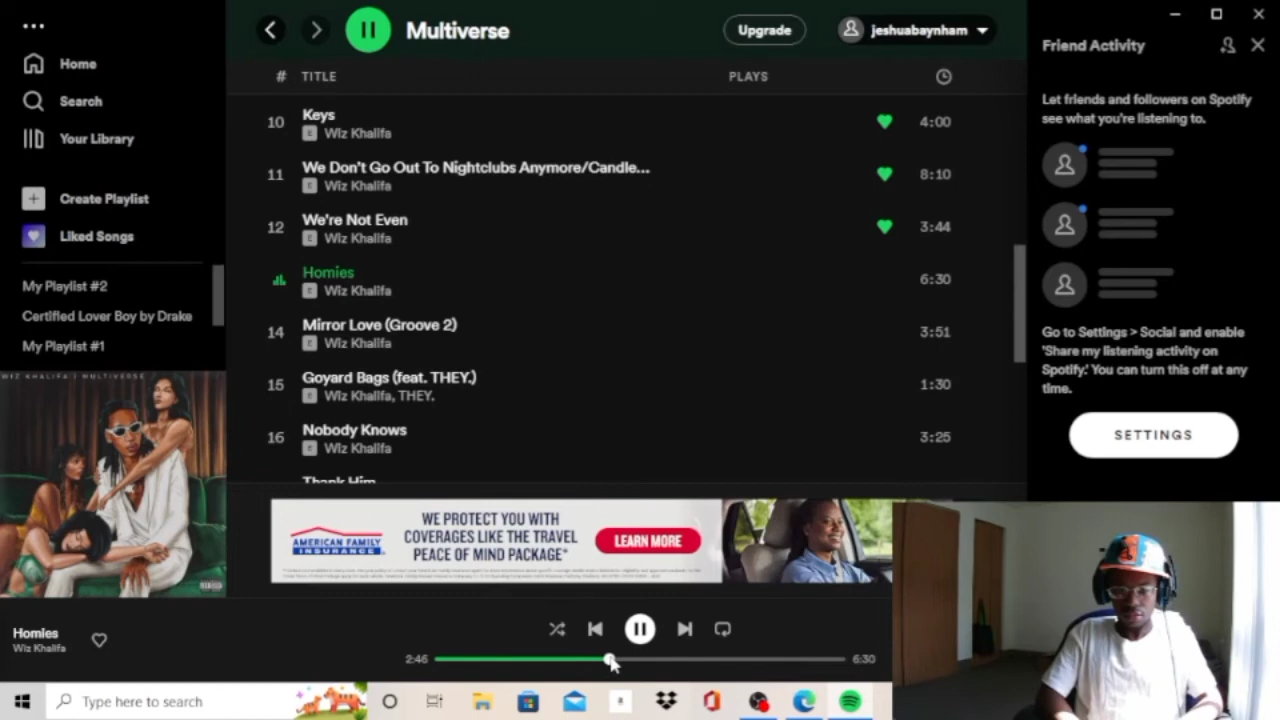 Home
Search
Your Library
Create Playlist
Liked Songs
My Playlist #2
Certified Lover Boy by Drake
My Playlist #1
WIZ KHALIFA | MULTIVERSE
Multiverse
Upgrade
jeshuabaynham
# TITLE PLAYS
10 Keys 4:00
E Wiz Khalifa
11 We Don't Go Out To Nightclubs Anymore/Candle... 8:10
E Wiz Khalifa
12 We're Not Even 3:44
E Wiz Khalifa
Homies 6:30
E Wiz Khalifa
14 Mirror Love (Groove 2) 3:51
E Wiz Khalifa
15 Goyard Bags (feat. THEY.) 1:30
E Wiz Khalifa, THEY.
16 Nobody Knows 3:25
E Wiz Khalifa
Thank Him
Friend Activity
Let friends and followers on Spotify
see what you're listening to.
Go to Settings > Social and enable
'Share my listening activity on
Spotify.' You can turn this off at any
time.
SETTINGS
AMERICAN FAMILY
INSURANCE
WE PROTECT YOU WITH
COVERAGES LIKE THE TRAVEL
PEACE OF MIND PACKAGE*
LEARN MORE
Homies
Wiz Khalifa
2:46
6:30
Type here to search